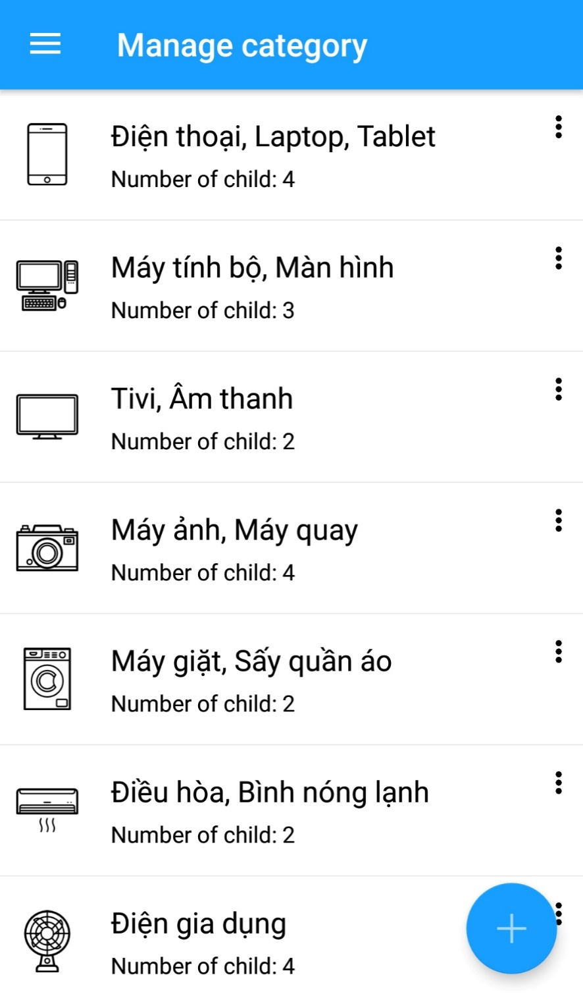 Manage category
Điện thoại, Laptop, Tablet
Number of child: 4
Máy tính bộ, Màn hình
Number of child: 3
Tivi, Âm thanh
Number of child: 2
Máy ảnh, Máy quay
Number of child: 4
Máy giặt, Sấy quần áo
Number of child: 2
Điều hòa, Bình nóng lạnh
Number of child: 2
Điện gia dụng
Number of child: 4